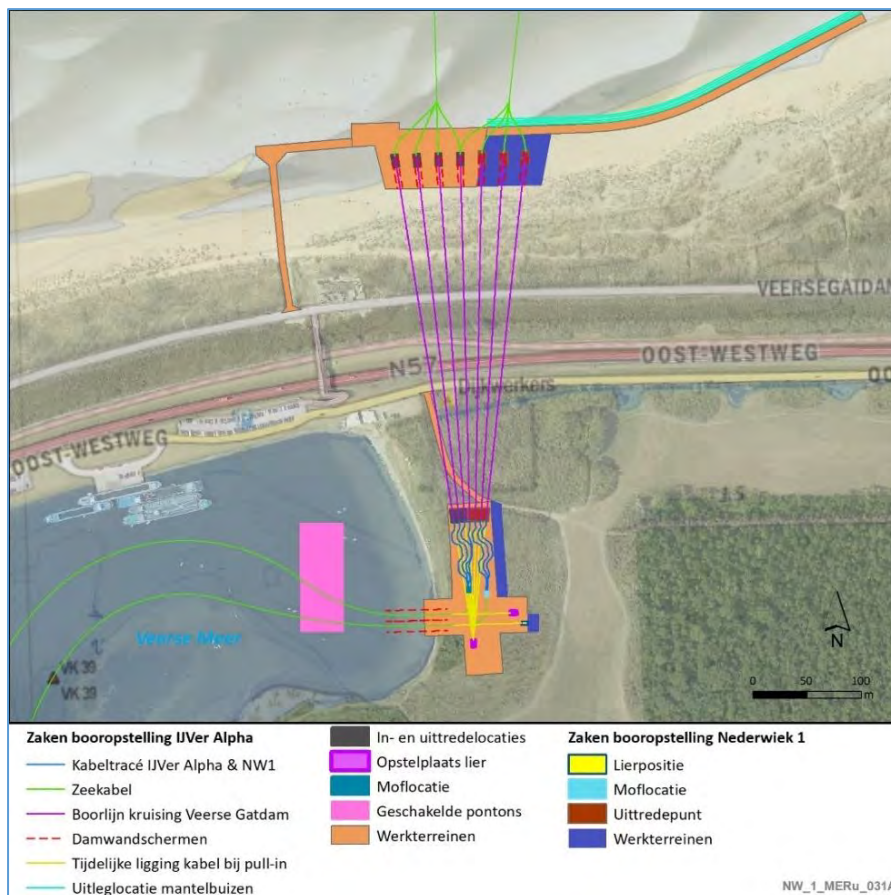 VEERSEGATDAM
OOST-WESTWEG
N57
Dijkwerkers
OOST-WESTWEG
Veerse Meer
VK 39
VK 39
N
0 50 100
m
Zaken booropstelling IJVer Alpha
Kabeltracé IJVer Alpha & NW1
Zeekabel
Boorlijn kruising Veerse Gatdam
Damwandschermen
Tijdelijke ligging kabel bij pull-in
Uitleglocatie mantelbuizen
In- en uittredelocaties
Opstelplaats lier
Moflocatie
Geschakelde pontons
Werkterreinen
Zaken booropstelling Nederwiek 1
Lierpositie
Moflocatie
Uittredepunt
Werkterreinen